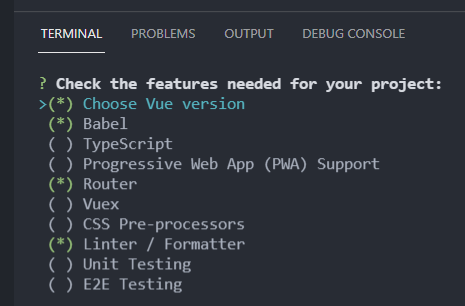 TERMINAL PROBLEMS OUTPUT DEBUG CONSOLE
? Check the features needed for your project:
>(*) Choose Vue version
(*) Babel
( ) TypeScript
( ) Progressive Web App (PWA) Support
(*) Router
( ) Vuex
( ) CSS Pre-processors
(*) Linter / Formatter
( ) Unit Testing
( ) E2E Testing